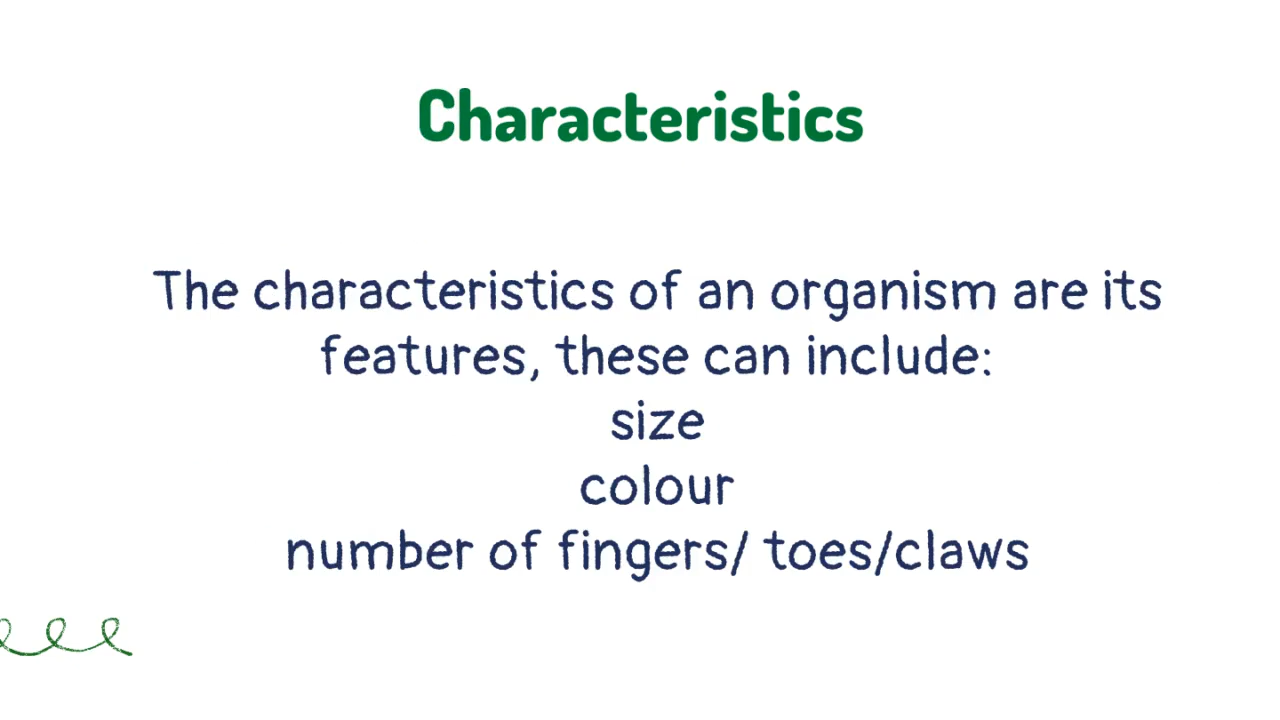 Characteristics
The characteristics of an organism are its
features, these can include:
size
colour
number of fingers/ toes/claws